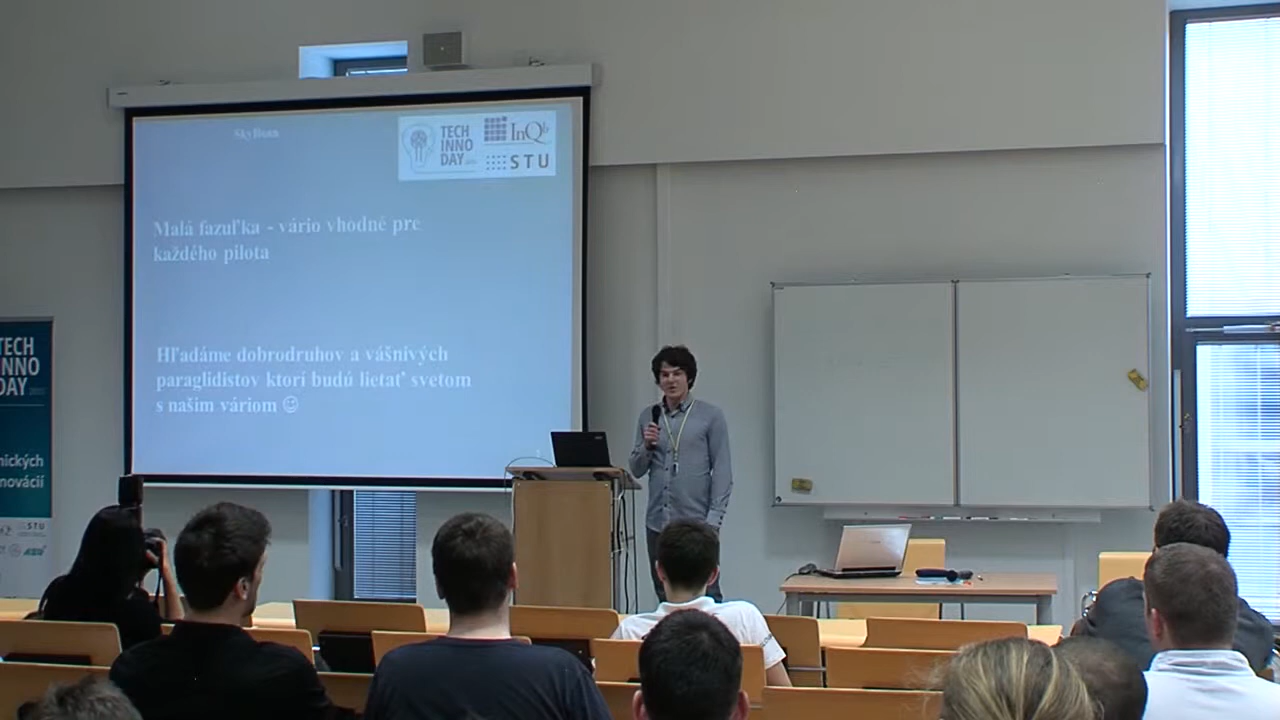 SkyBean
TECH
INNO
DAY
InQb
STU
Malá fazuľka - vário vhodné pre
každého pilota
Hľadáme dobrodruhov a vášnivých
paraglidistov ktorí budú lietať svetom
s našim váriom ☺
TECH
INNO
DAY
nických
novácií
STU